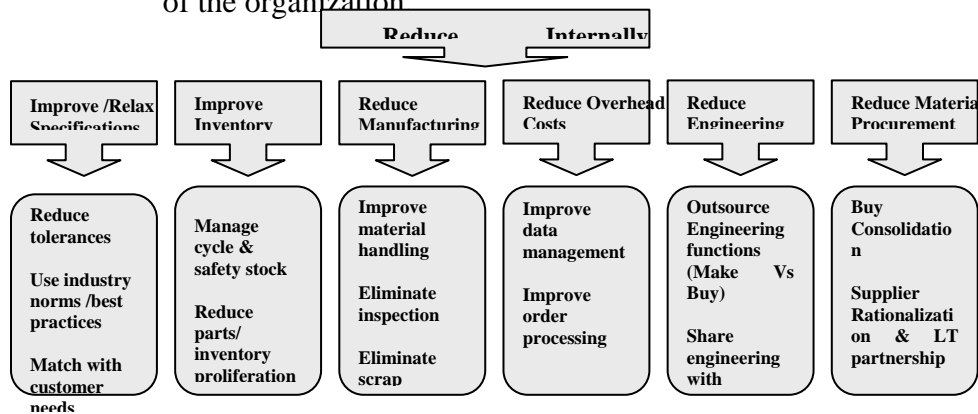 of the organization
Reduce Internally
Improve /Relax
Specifications
Improve
Inventory
Reduce
Manufacturing
Reduce Overhead
Costs
Reduce
Engineering
Reduce Materia
Procurement
Reduce
tolerances
Use industry
norms /best
practices
Match with
customer
needs
Manage
cycle &
safety stock
Reduce
parts/
inventory
proliferation
Improve
material
handling
Eliminate
inspection
Eliminate
scrap
Improve
data
management
Improve
order
processing
Outsource
Engineering
functions
(Make Vs
Buy)
Share
engineering
with
Buy
Consolidatio
n
Supplier
Rationalizati
on & LT
partnership